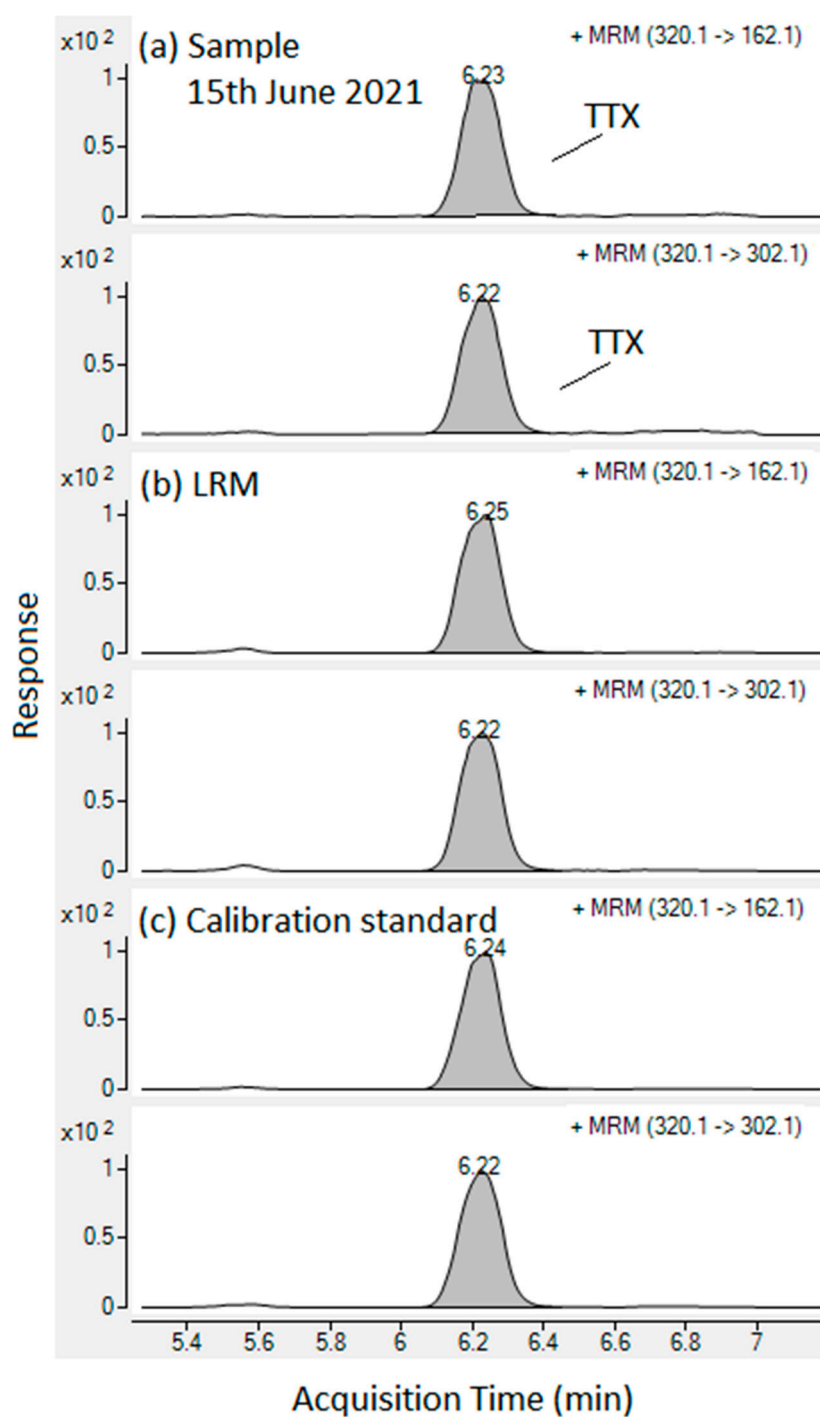 x10 2
(a) Sample
15th June 2021
+ MRM (320.1 -> 162.1)
6.23
TTX
1
0.5
0
x10 2
+ MRM (320.1 -> 302.1)
6.22
TTX
1
0.5
0
x10 2
(b) LRM
+ MRM (320.1 -> 162.1)
6.25
1
0.5
0
x10 2
+ MRM (320.1 -> 302.1)
6.22
1
0.5
0
x10 2
(c) Calibration standard
+ MRM (320.1 -> 162.1)
6.24
1
0.5
0
x10 2
+ MRM (320.1 -> 302.1)
6.22
1
0.5
0
Response
5.4 5.6 5.8 6 6.2 6.4 6.6 6.8 7
Acquisition Time (min)